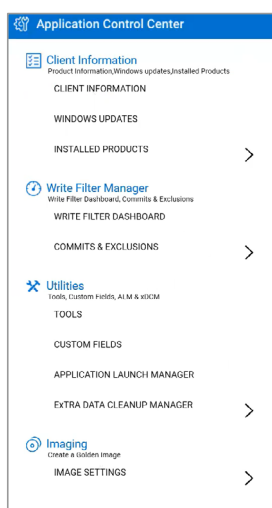 Application Control Center
Client Information
Product Information,Windows updates,Installed Products
CLIENT INFORMATION
WINDOWS UPDATES
INSTALLED PRODUCTS
Write Filter Manager
Write Filter Dashboard, Commits & Exclusions
WRITE FILTER DASHBOARD
COMMITS & EXCLUSIONS
Utilities
Tools, Custom Fields, ALM & xDCM
TOOLS
CUSTOM FIELDS
APPLICATION LAUNCH MANAGER
ExTRA DATA CLEANUP MANAGER
Imaging
Create a Golden Image
IMAGE SETTINGS